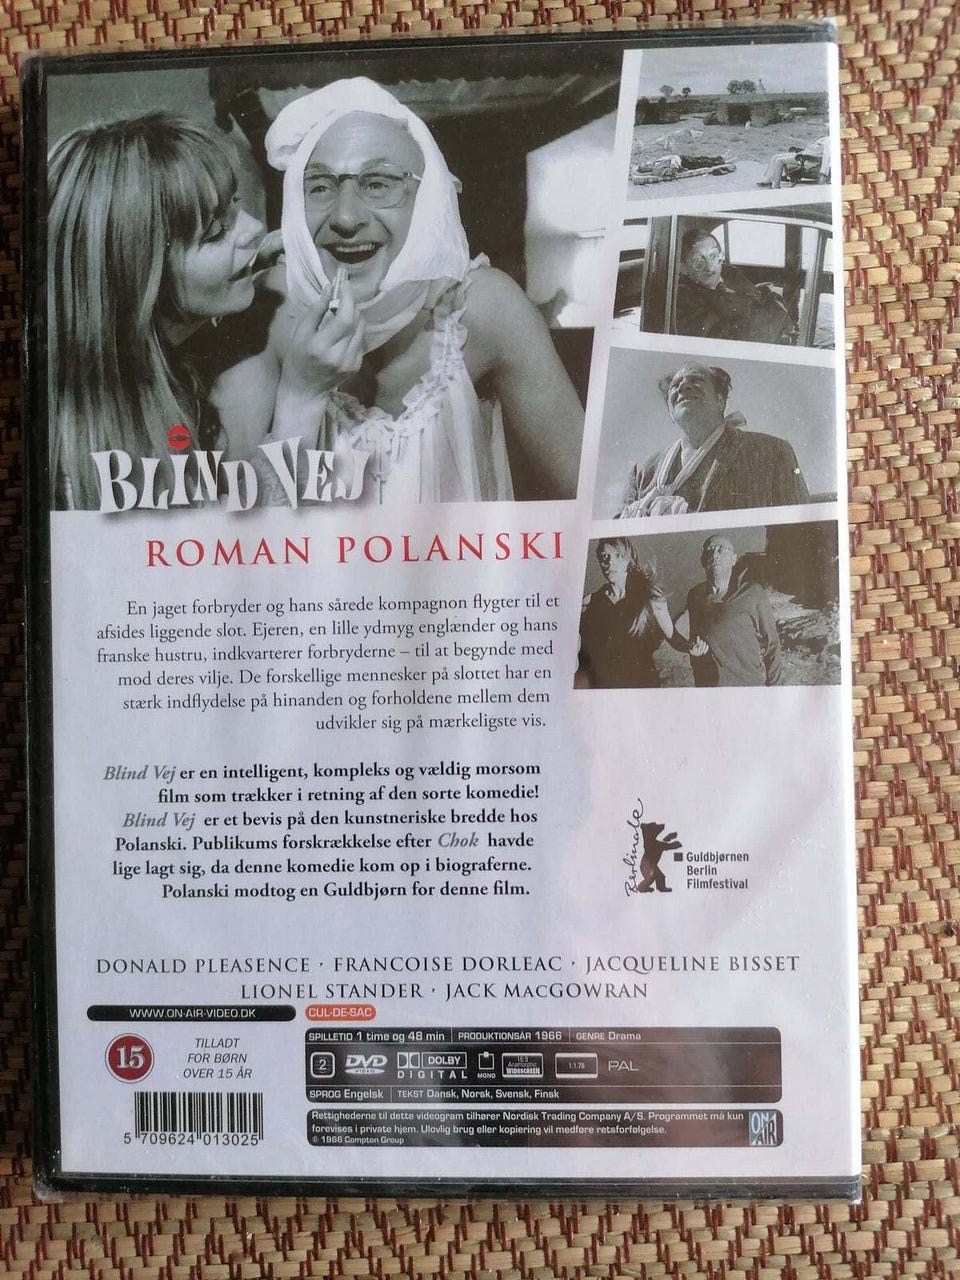 BLIND VEJ
ROMAN POLANSKI
En jaget forbryder og hans sårede kompagnon flygter til et
afsides liggende slot. Ejeren, en lille ydmyg englænder og hans
franske hustru, indkvarterer forbryderne – til at begynde med
mod deres vilje. De forskellige mennesker på slottet har en
stærk indflydelse på hinanden og forholdene mellem dem
udvikler sig på mærkeligste vis.
Blind Vej er en intelligent, kompleks og vældig morsom
film som trækker i retning af den sorte komedie!
Blind Vej er et bevis på den kunstneriske bredde hos
Polanski. Publikums forskrækkelse efter Chok havde
lige lagt sig, da denne komedie kom op i biograferne.
Polanski modtog en Guldbjørn for denne film.
Berlinale
Guldbjørnen
Berlin
Filmfestival
DONALD PLEASENCE · FRANCOISE DORLEAC · JACQUELINE BISSET
LIONEL STANDER · JACK MACGOWRAN
WWW.ON-AIR-VIDEO.DK
CUL-DE-SAC
15
TILLADT
FOR BØRN
OVER 15 ÅR
SPILLETID 1 time og 48 min PRODUKTIONSÅR 1966 GENRE Drama
2 DVD VIDEO DOLBY DIGITAL MONO 16:9 Anamorphic WIDESCREEN 1:1.78 PAL
SPROG Engelsk TEKST Dansk, Norsk, Svensk, Finsk
Rettighederne til dette videogram tilhører Nordisk Trading Company A/S. Programmet må kun
forevises i private hjem. Ulovlig brug eller kopiering vil medføre retsforfølgelse.
© 1966 Compton Group
ON AIR
5 709624 013025